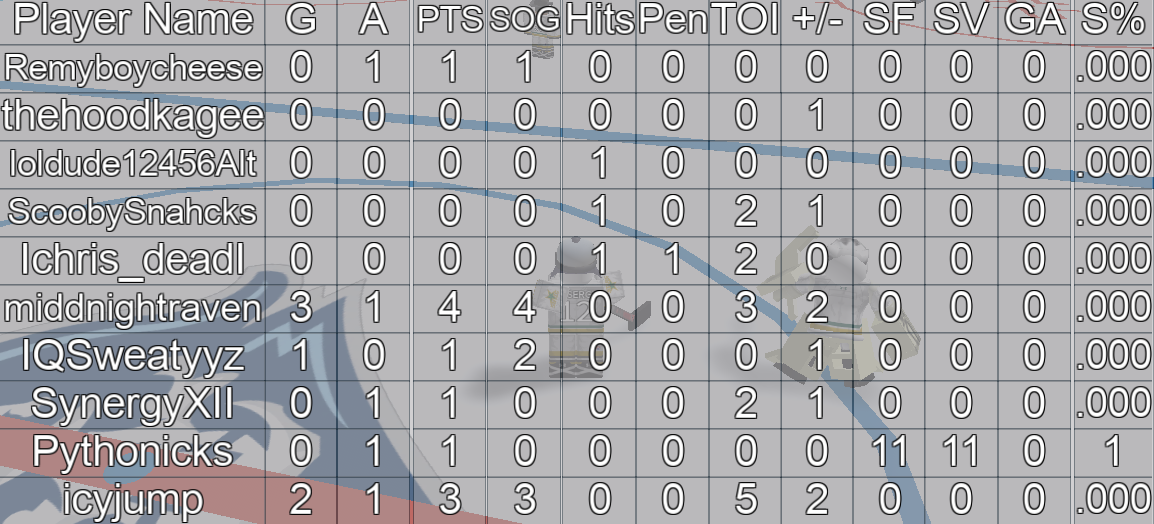 Player Name G A PTS SOG Hits Pen TOI +/- SF SV GA S%
Remyboycheese 0 1 1 1 0 0 0 0 0 0 0 .000
thehoodkagee 0 0 0 0 0 0 0 1 0 0 0 .000
loldude12456Alt 0 0 0 0 1 0 0 0 0 0 0 .000
ScoobySnahcks 0 0 0 0 1 0 2 1 0 0 0 .000
Ichris_deadI 0 0 0 0 1 1 2 0 0 0 0 .000
middnightraven 3 1 4 4 0 0 3 2 0 0 0 .000
IQSweatyyz 1 0 1 2 0 0 0 1 0 0 0 .000
SynergyXII 0 1 1 0 0 0 2 1 0 0 0 .000
Pythonicks 0 1 1 0 0 0 0 0 11 11 0 1
icyjump 2 1 3 3 0 0 5 2 0 0 0 .000
12